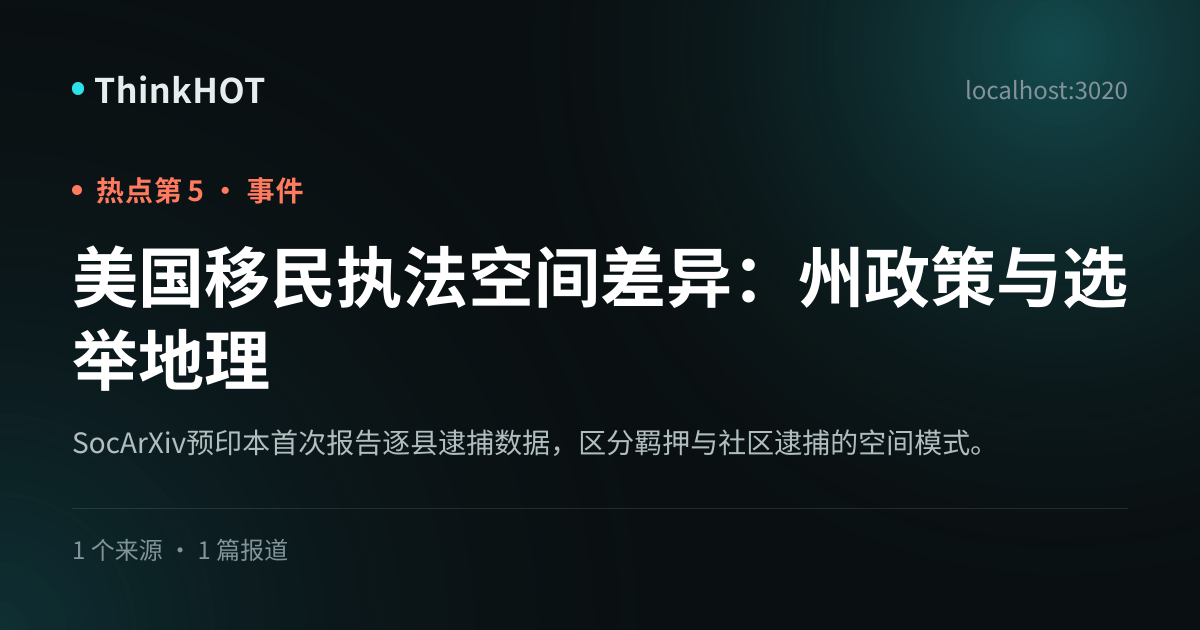 ThinkHOT
localhost:3020
热点第 5 · 事件
美国移民执法空间差异：州政策与选
举地理
SocArXiv预印本首次报告逐县逮捕数据，区分羁押与社区逮捕的空间模式。
1 个来源 · 1 篇报道